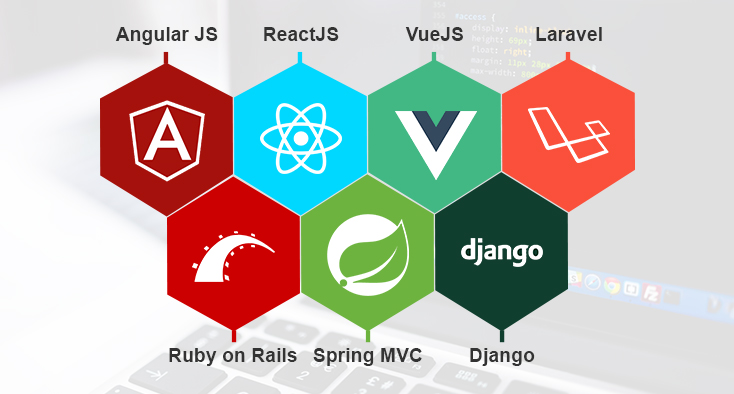 Angular JS
ReactJS
VueJS
Laravel
django
Ruby on Rails
Spring MVC
Django